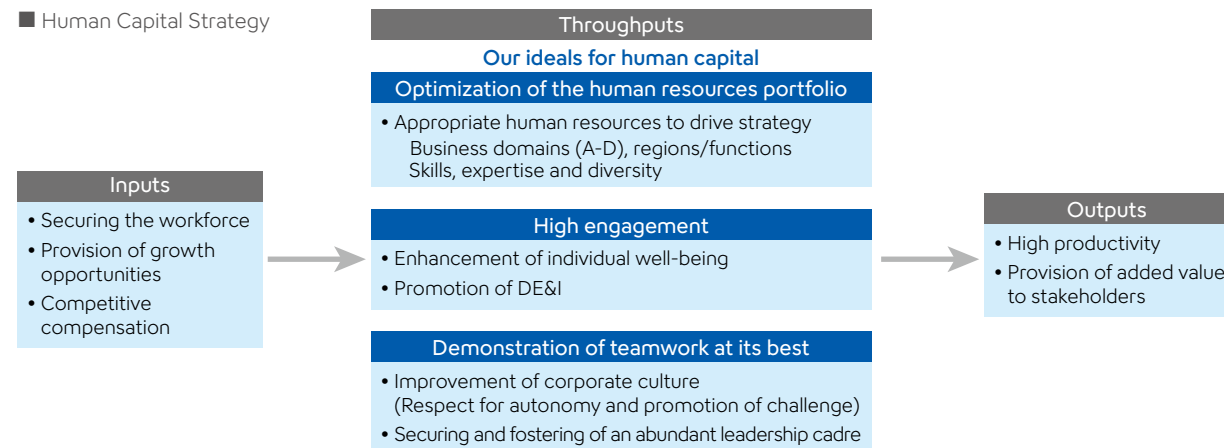 ■ Human Capital Strategy
Inputs
• Securing the workforce
• Provision of growth
opportunities
• Competitive
compensation
Throughputs
Our ideals for human capital
Optimization of the human resources portfolio
• Appropriate human resources to drive strategy
Business domains (A-D), regions/functions
Skills, expertise and diversity
High engagement
• Enhancement of individual well-being
• Promotion of DE&I
Demonstration of teamwork at its best
• Improvement of corporate culture
(Respect for autonomy and promotion of challenge)
• Securing and fostering of an abundant leadership cadre
Outputs
• High productivity
• Provision of added value
to stakeholders